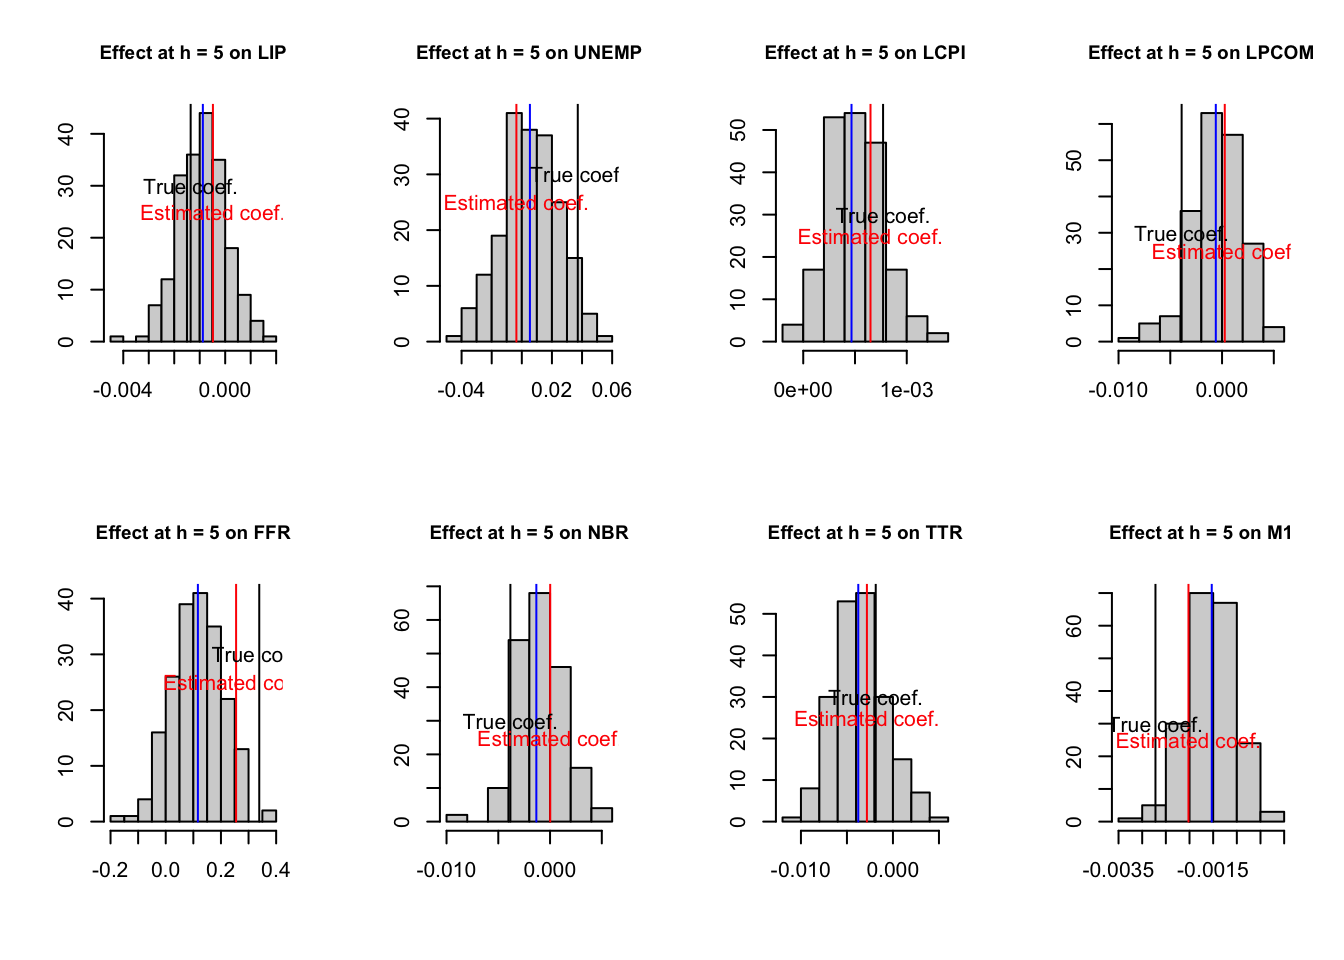 Effect at h = 5 on LIP
40
30
20
10
0
True coef.
Estimated coef.
-0.004
0.000
Effect at h = 5 on UNEMP
40
30
20
10
0
True coef
Estimated coef.
-0.04
0.02
0.06
Effect at h = 5 on LCPI
50
40
30
20
10
0
True coef.
Estimated coef.
0e+00
1e-03
Effect at h = 5 on LPCOM
50
30
10
0
True coef.
Estimated coef
-0.010
0.000
Effect at h = 5 on FFR
40
30
20
10
0
True co
Estimated co
-0.2
0.0
0.2
0.4
Effect at h = 5 on NBR
60
40
20
0
True coef.
Estimated coef
-0.010
0.000
Effect at h = 5 on TTR
50
40
30
20
10
0
True coef.
Estimated coef.
-0.010
0.000
Effect at h = 5 on M1
60
40
20
0
True coef.
Estimated coef.
-0.0035
-0.0015